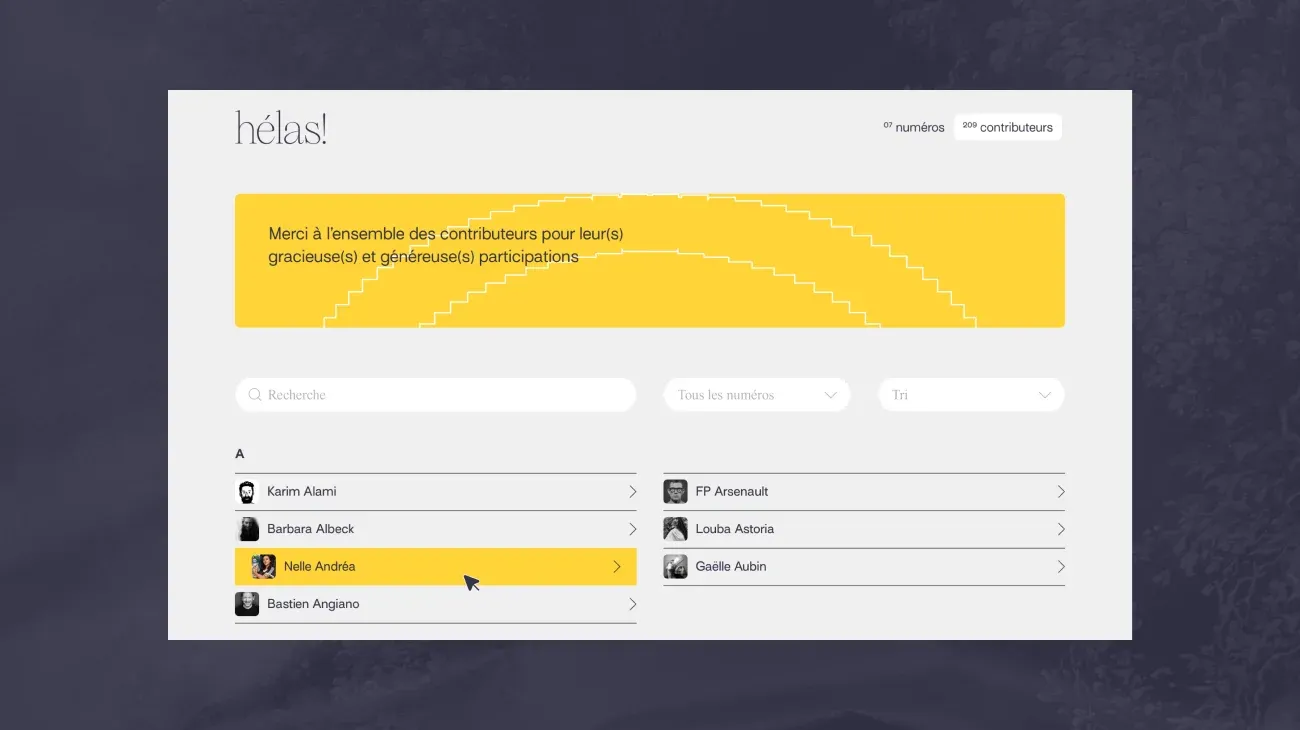 hélas!
07 numéros
209 contributeurs
Merci à l'ensemble des contributeurs pour leur(s)
gracieuse(s) et généreuse(s) participations
Recherche
Tous les numéros
Tri
A
Karim Alami
Barbara Albeck
Nelle Andréa
Bastien Angiano
FP Arsenault
Louba Astoria
Gaëlle Aubin